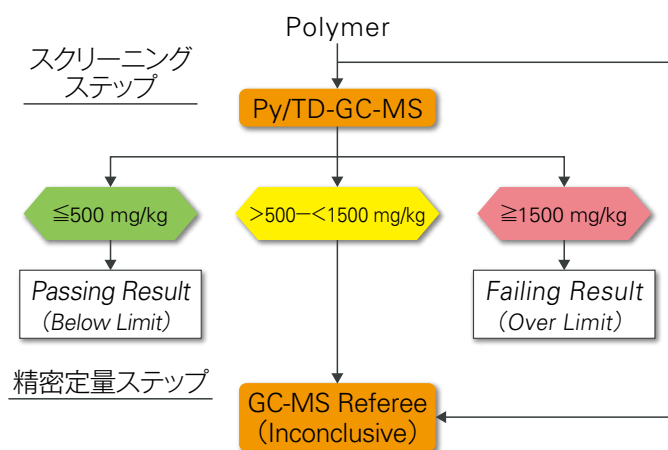 Polymer
スクリーニング
ステップ
Py/TD-GC-MS
≦500 mg/kg
>500−<1500 mg/kg
≧1500 mg/kg
Passing Result
(Below Limit)
Failing Result
(Over Limit)
精密定量ステップ
GC-MS Referee
(Inconclusive)